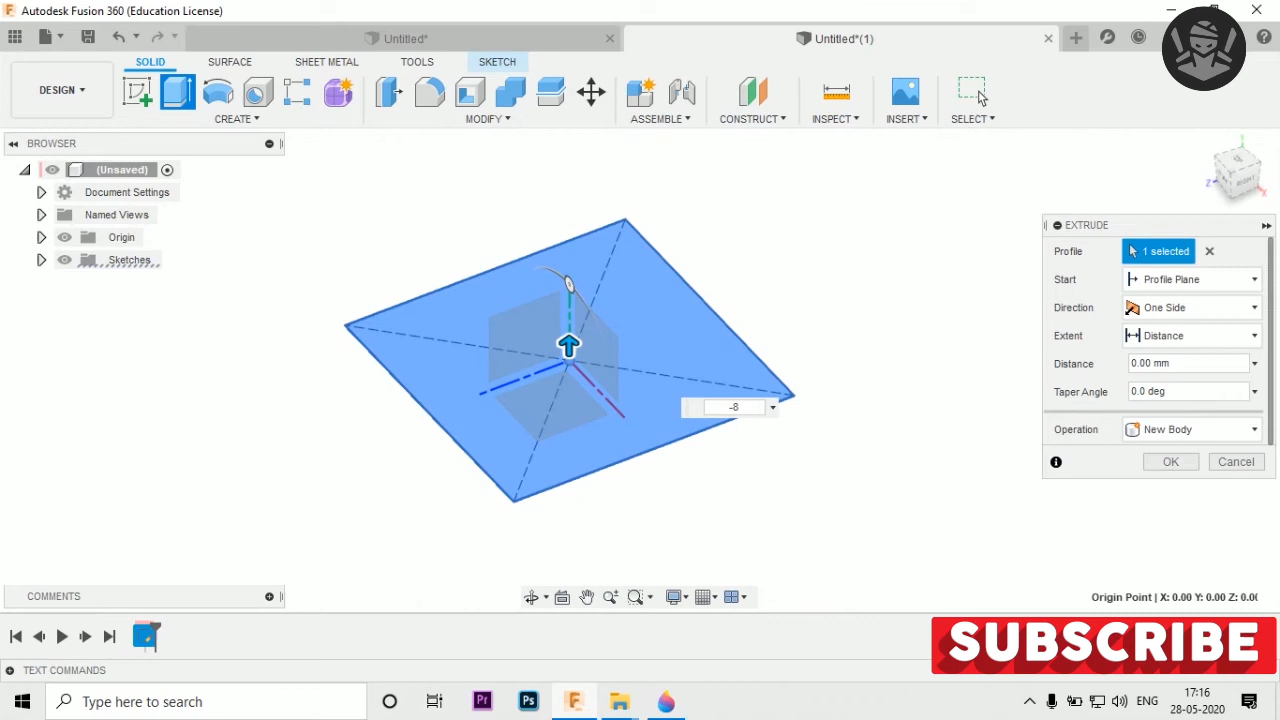 Autodesk Fusion 360 (Education License)
Untitled*
Untitled*(1)
SOLID
SURFACE
SHEET METAL
TOOLS
SKETCH
DESIGN
CREATE
MODIFY
ASSEMBLE
CONSTRUCT
INSPECT
INSERT
SELECT
BROWSER
(Unsaved)
Document Settings
Named Views
Origin
Sketches
Y
Z
X
RIGHT
EXTRUDE
Profile
1 selected
Start
Profile Plane
Direction
One Side
Extent
Distance
Distance
0.00 mm
Taper Angle
0.0 deg
Operation
New Body
OK
Cancel
-8
COMMENTS
Origin Point | X: 0.00 Y: 0.00 Z: 0.00
SUBSCRIBE
TEXT COMMANDS
Type here to search
Pr
Ps
F
ENG
17:16
28-05-2020